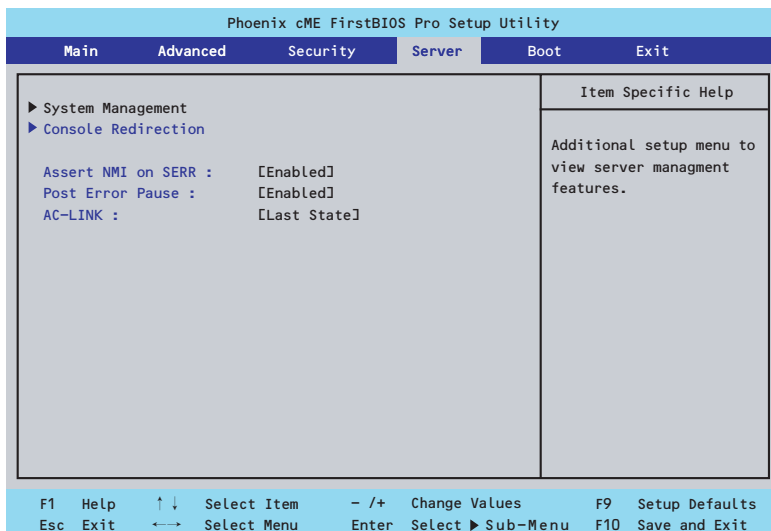 Phoenix cME FirstBIOS Pro Setup Utility
Main Advanced Security Server Boot Exit
▶ System Management
▶ Console Redirection
Assert NMI on SERR : [Enabled]
Post Error Pause : [Enabled]
AC-LINK : [Last State]
Item Specific Help
Additional setup menu to
view server managment
features.
F1 Help ↑↓ Select Item – /+ Change Values F9 Setup Defaults
Esc Exit ←→ Select Menu Enter Select ▶ Sub-Menu F10 Save and Exit